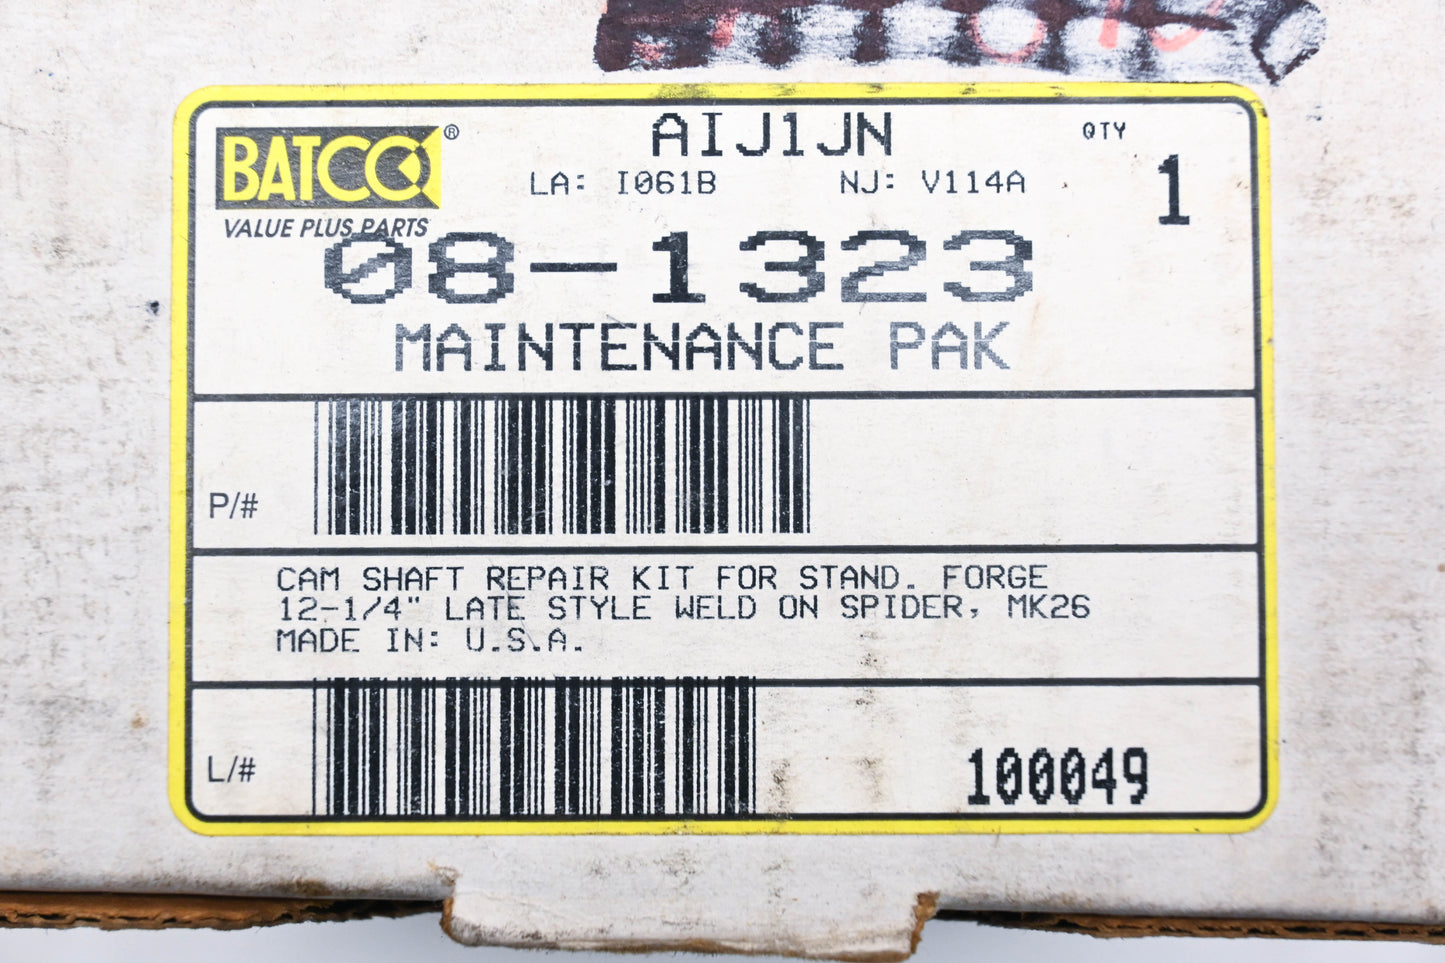 BATCO®
VALUE PLUS PARTS
AIJ1JN
QTY
LA: I061B NJ: V114A
1
08-1323
MAINTENANCE PAK
P/#
CAM SHAFT REPAIR KIT FOR STAND. FORGE
12-1/4" LATE STYLE WELD ON SPIDER, MK26
MADE IN: U.S.A.
L/#
100049